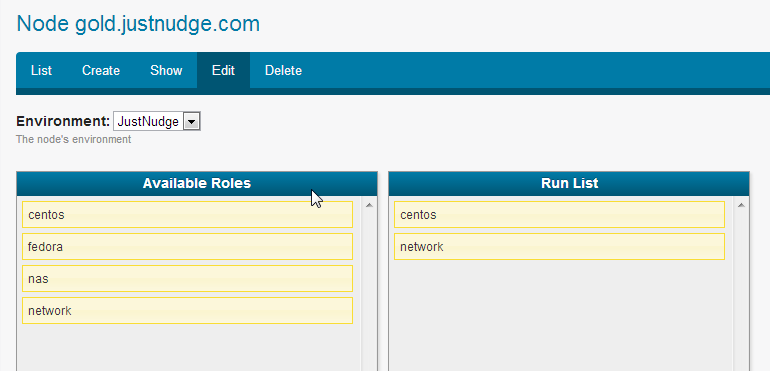 Node gold.justnudge.com
List Create Show Edit Delete
Environment: JustNudge
The node's environment
Available Roles
centos
fedora
nas
network
Run List
centos
network